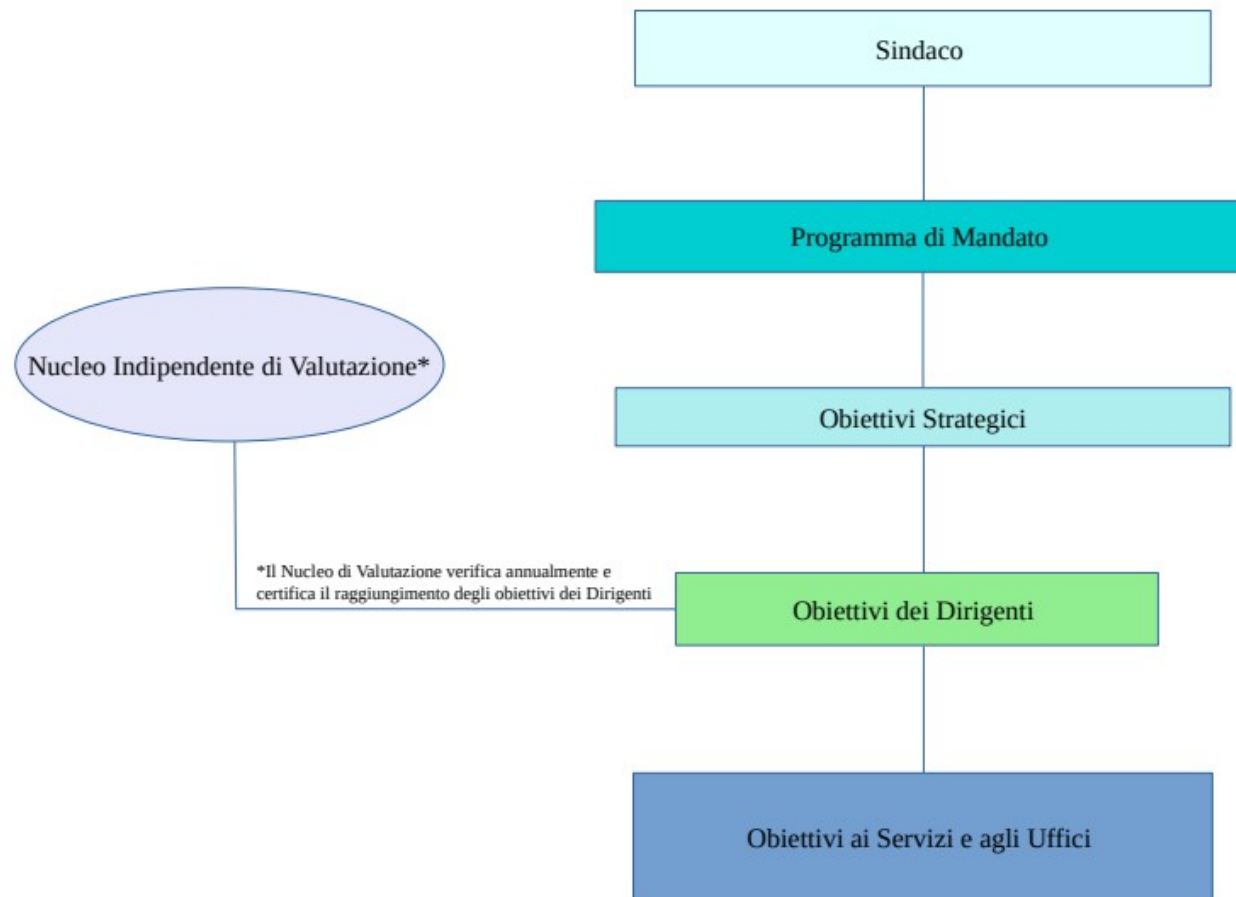 Sindaco
Programma di Mandato
Nucleo Indipendente di Valutazione*
Obiettivi Strategici
*Il Nucleo di Valutazione verifica annualmente e
certifica il raggiungimento degli obiettivi dei Dirigenti
Obiettivi dei Dirigenti
Obiettivi ai Servizi e agli Uffici